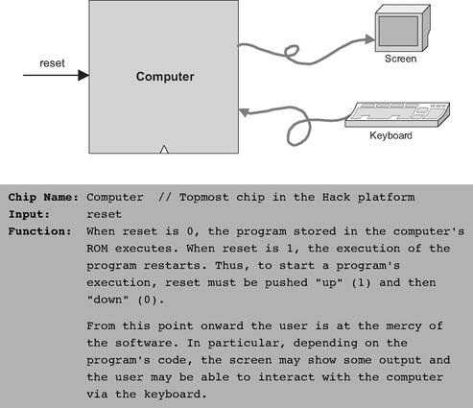 reset
Computer
Screen
Keyboard
Chip Name: Computer // Topmost chip in the Hack platform
Input: reset
Function: When reset is 0, the program stored in the computer's
ROM executes. When reset is 1, the execution of the
program restarts. Thus, to start a program's
execution, reset must be pushed "up" (1) and then
"down" (0).
From this point onward the user is at the mercy of
the software. In particular, depending on the
program's code, the screen may show some output and
the user may be able to interact with the computer
via the keyboard.